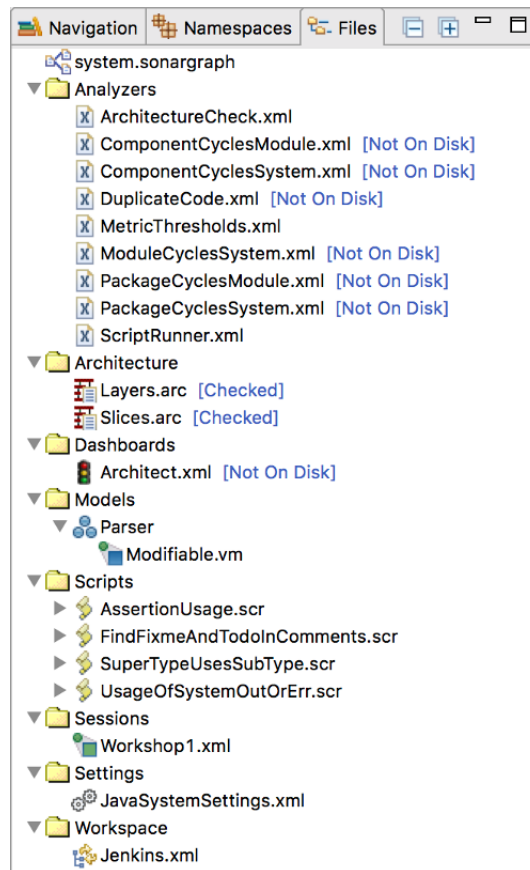 Navigation Namespaces Files
system.sonargraph
Analyzers
ArchitectureCheck.xml
ComponentCyclesModule.xml [Not On Disk]
ComponentCyclesSystem.xml [Not On Disk]
DuplicateCode.xml [Not On Disk]
MetricThresholds.xml
ModuleCyclesSystem.xml [Not On Disk]
PackageCyclesModule.xml [Not On Disk]
PackageCyclesSystem.xml [Not On Disk]
ScriptRunner.xml
Architecture
Layers.arc [Checked]
Slices.arc [Checked]
Dashboards
Architect.xml [Not On Disk]
Models
Parser
Modifiable.vm
Scripts
AssertionUsage.scr
FindFixmeAndTodoInComments.scr
SuperTypeUsesSubType.scr
UsageOfSystemOutOrErr.scr
Sessions
Workshop1.xml
Settings
JavaSystemSettings.xml
Workspace
Jenkins.xml